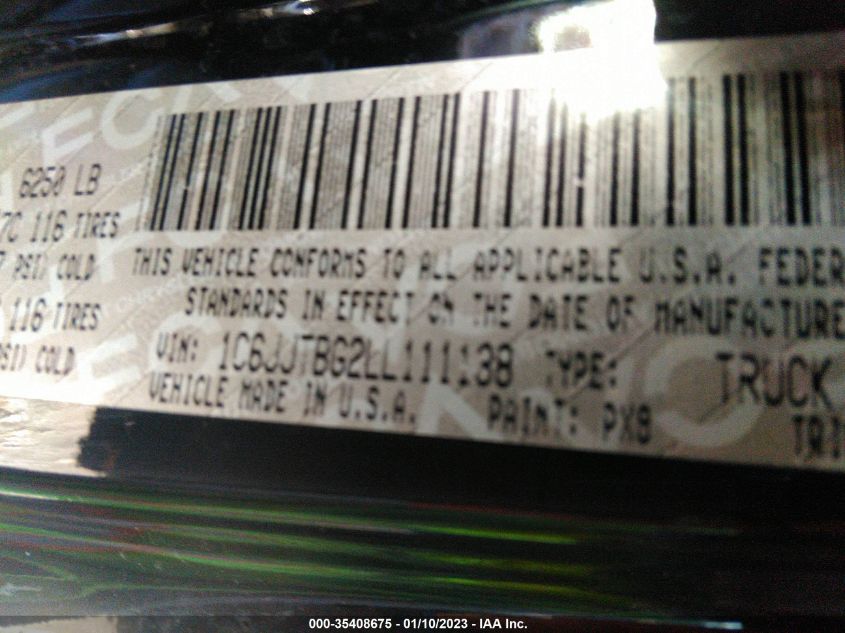 6250 LB
7C 116 TIRES
PSI) COLD
116 TIRES
PSI) COLD
THIS VEHICLE CONFORMS TO ALL APPLICABLE U.S.A. FEDER
STANDARDS IN EFFECT ON THE DATE OF MANUFACTURE
VIN: 1C6JJTBG2LL111138 TYPE: TRUCK
VEHICLE MADE IN U.S.A. PAINT: PX8 TRI
000-35408675 - 01/10/2023 - IAA Inc.